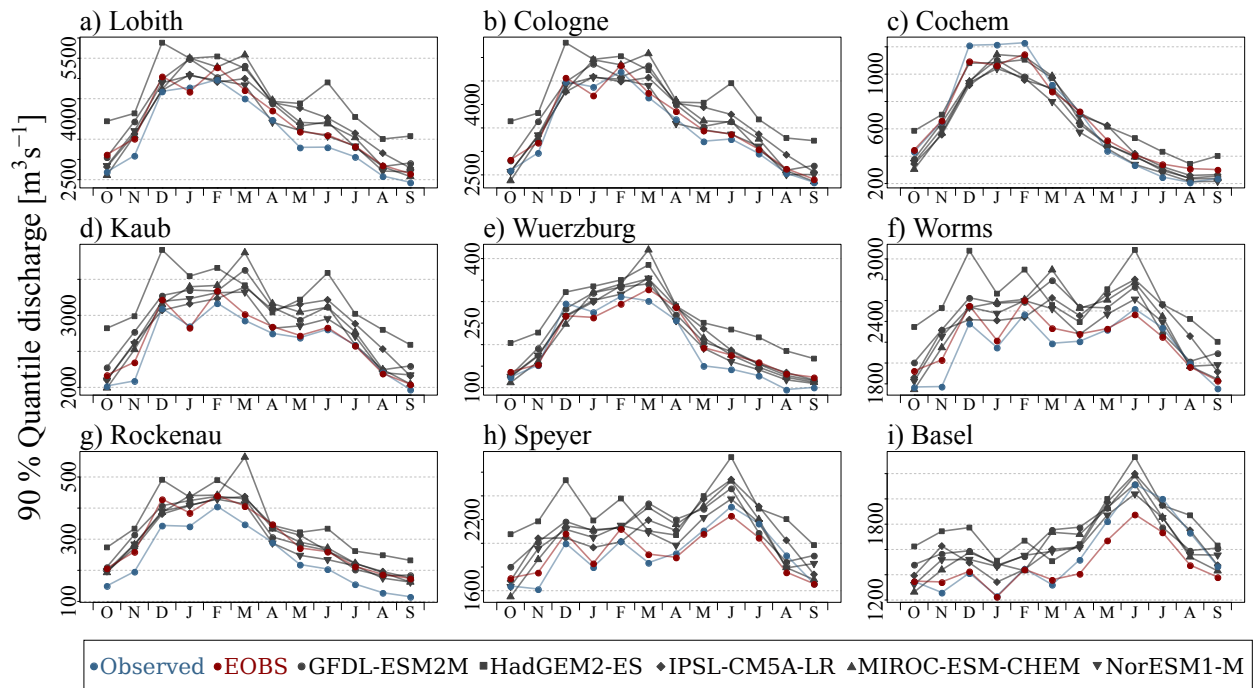 a) Lobith
b) Cologne
c) Cochem
2500 4000 5500
O N D J F M A M J J A S
2500 4000
O N D J F M A M J J A S
200 600 1000
O N D J F M A M J J A S
d) Kaub
e) Wuerzburg
f) Worms
2000 3000
O N D J F M A M J J A S
100 250 400
O N D J F M A M J J A S
1800 2400 3000
O N D J F M A M J J A S
g) Rockenau
h) Speyer
i) Basel
100 300 500
O N D J F M A M J J A S
1600 2200
O N D J F M A M J J A S
1200 1800
O N D J F M A M J J A S
90 % Quantile discharge [m³s⁻¹]
Observed EOBS GFDL-ESM2M HadGEM2-ES IPSL-CM5A-LR MIROC-ESM-CHEM NorESM1-M